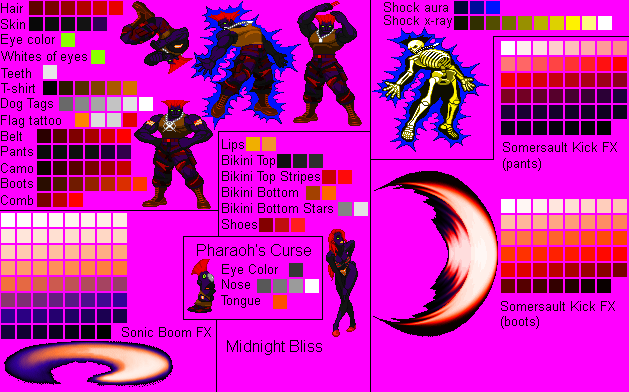 Hair
Skin
Eye color
Whites of eyes
Teeth
T-shirt
Dog Tags
Flag tattoo
Belt
Pants
Camo
Boots
Comb
Sonic Boom FX
Lips
Bikini Top
Bikini Top Stripes
Bikini Bottom
Bikini Bottom Stars
Shoes
Pharaoh's Curse
Eye Color
Nose
Tongue
Midnight Bliss
Shock aura
Shock x-ray
Somersault Kick FX
(pants)
Somersault Kick FX
(boots)